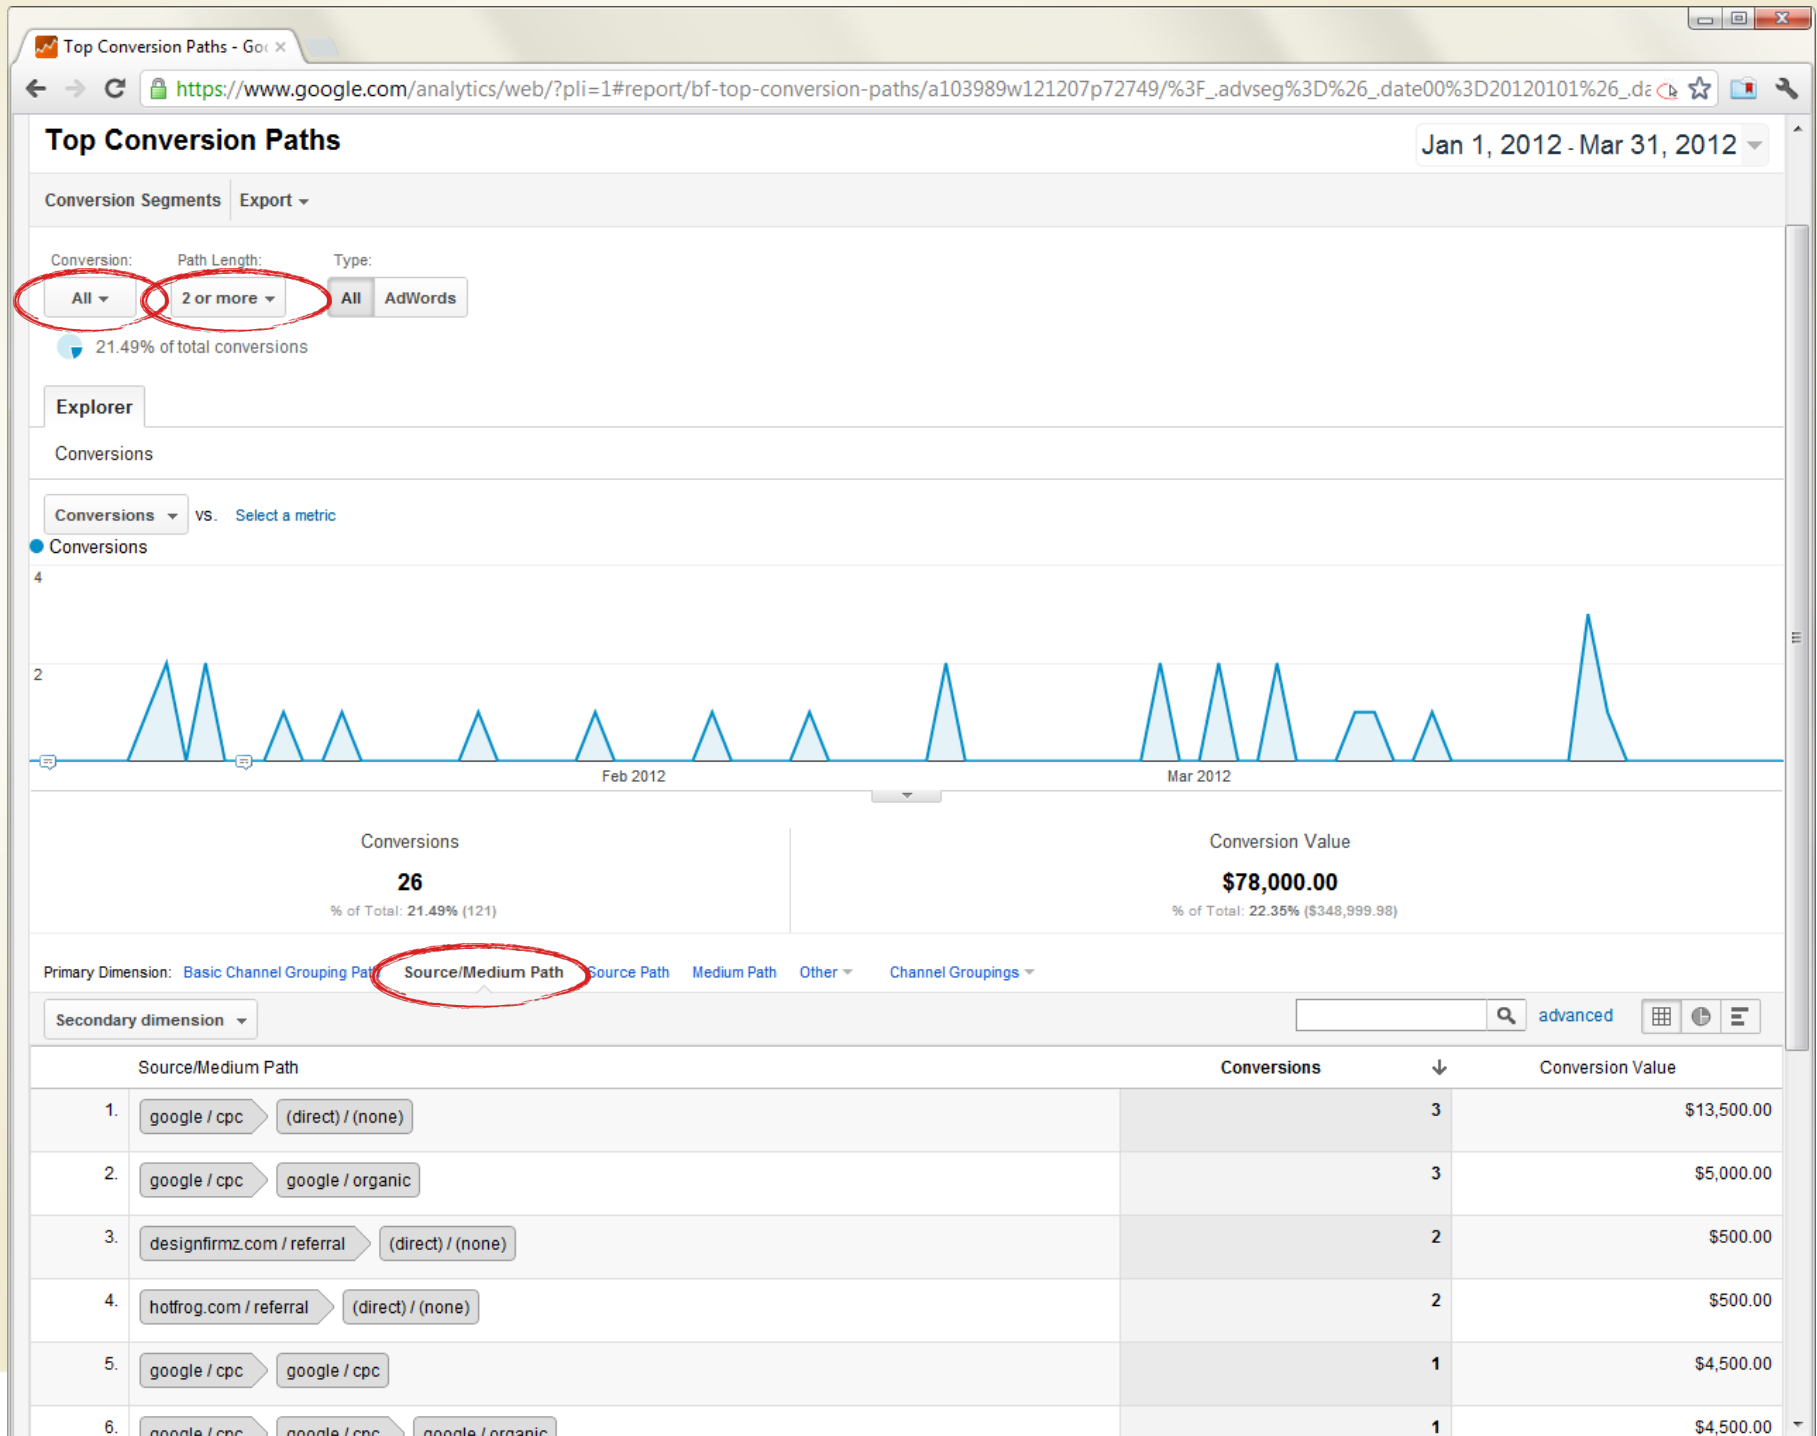 Top Conversion Paths - Goo
https://www.google.com/analytics/web/?pli=1#report/bf-top-conversion-paths/a103989w121207p72749/%3F_.advseg%3D%26_.date00%3D20120101%26_.da
Top Conversion Paths
Jan 1, 2012 - Mar 31, 2012
Conversion Segments Export
Conversion: Path Length: Type:
All 2 or more All AdWords
21.49% of total conversions
Explorer
Conversions
Conversions vs. Select a metric
Conversions
4
2
Feb 2012 Mar 2012
Conversions Conversion Value
26 $78,000.00
% of Total: 21.49% (121) % of Total: 22.35% ($348,999.98)
Primary Dimension: Basic Channel Grouping Path Source/Medium Path Source Path Medium Path Other Channel Groupings
Secondary dimension advanced
Source/Medium Path Conversions Conversion Value
1. google / cpc (direct) / (none) 3 $13,500.00
2. google / cpc google / organic 3 $5,000.00
3. designfirmz.com / referral (direct) / (none) 2 $500.00
4. hotfrog.com / referral (direct) / (none) 2 $500.00
5. google / cpc google / cpc 1 $4,500.00
6. google / cpc google / cpc google / organic 1 $4,500.00